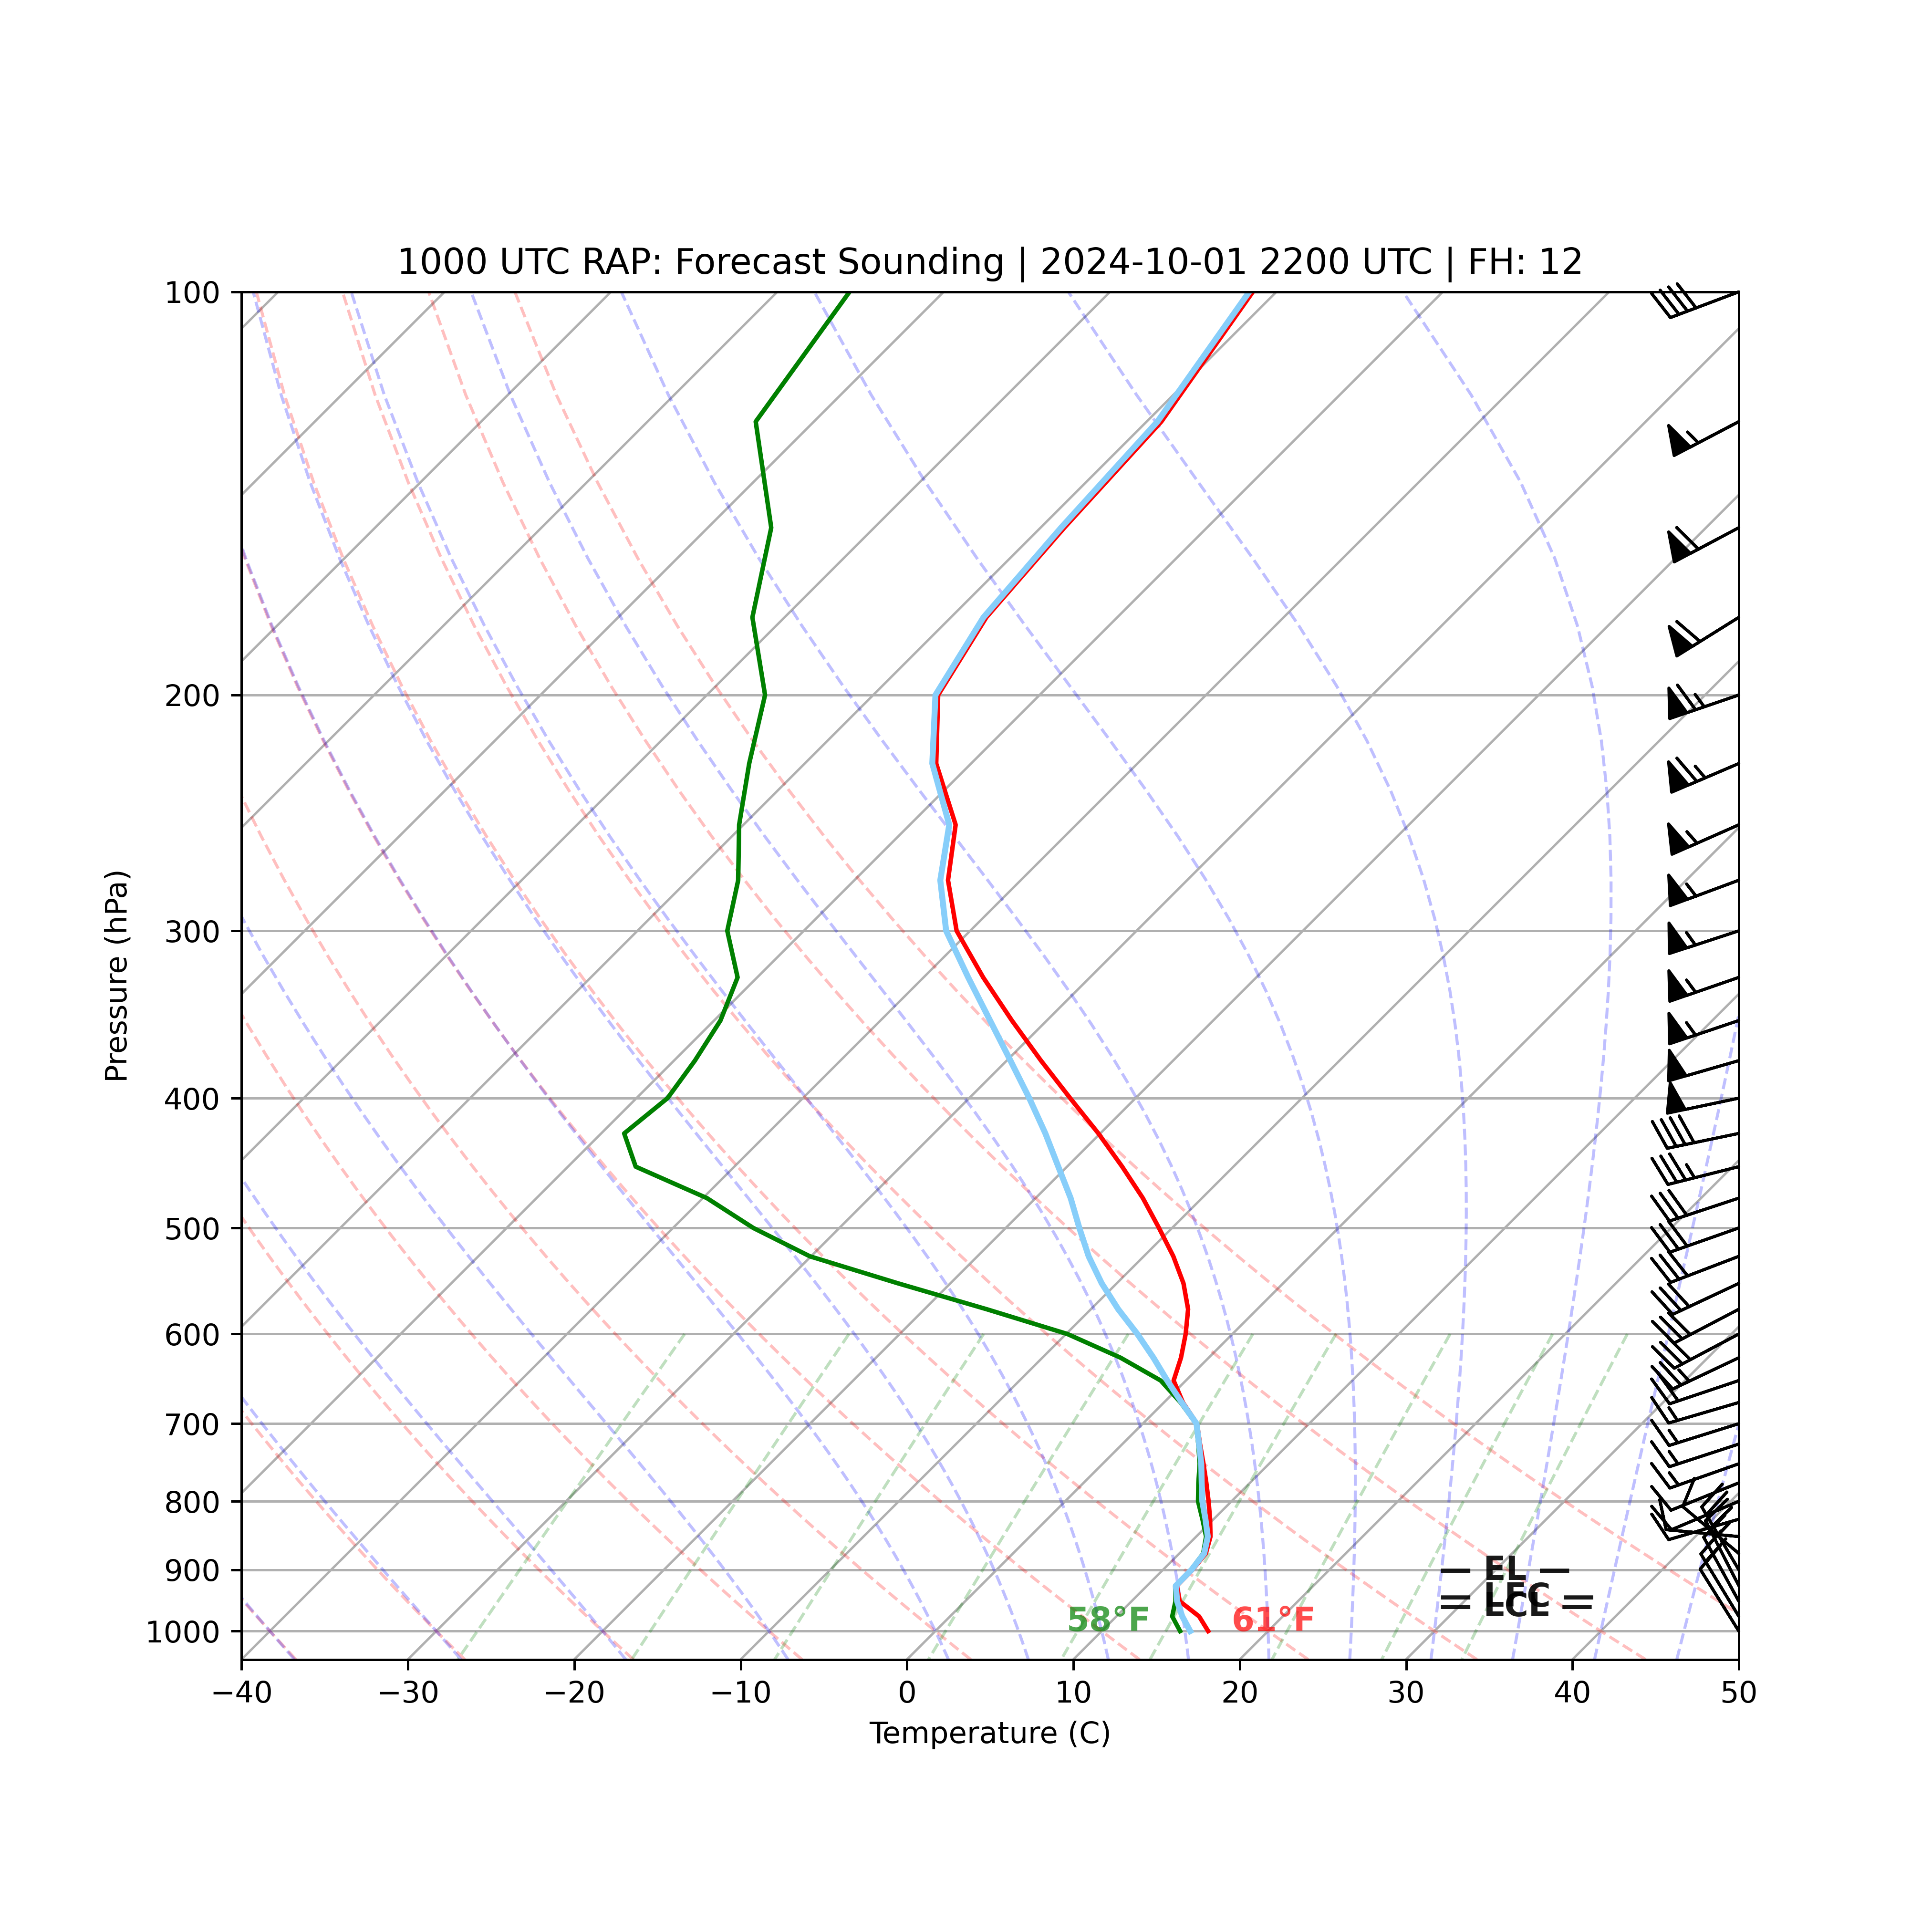 1000 UTC RAP: Forecast Sounding | 2024-10-01 2200 UTC | FH: 12
100
200
300
400
500
600
700
800
900
1000
Pressure (hPa)
— EL —
= LFC =
= LCL =
58°F 61°F
−40 −30 −20 −10 0 10 20 30 40 50
Temperature (C)